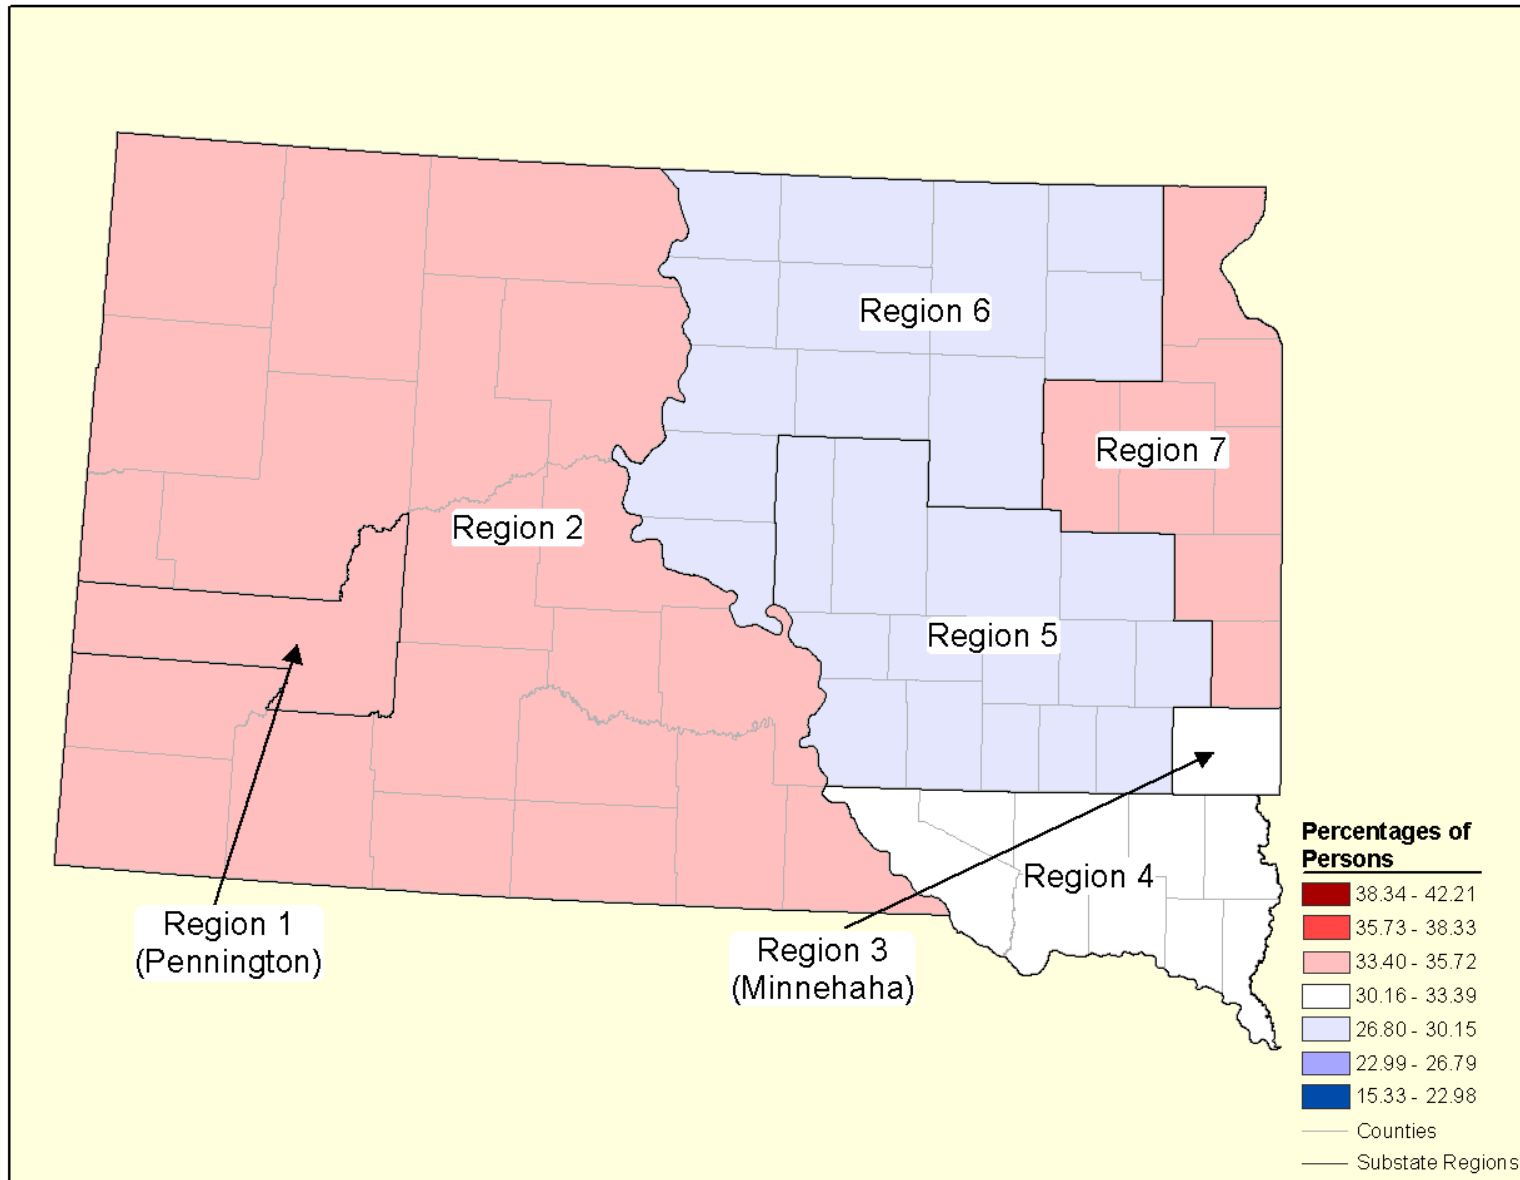 Region 6
Region 7
Region 2
Region 5
Region 4
Region 1
(Pennington)
Region 3
(Minnehaha)
Percentages of
Persons
38.34 - 42.21
35.73 - 38.33
33.40 - 35.72
30.16 - 33.39
26.80 - 30.15
22.99 - 26.79
15.33 - 22.98
Counties
Substate Regions